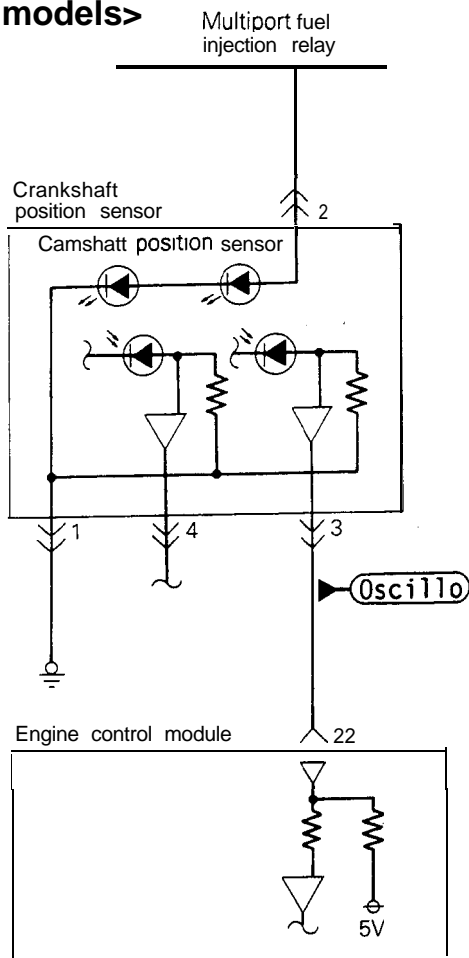 models>
Multiport fuel
injection relay
Crankshaft
position sensor
2
Camshatt position sensor
1
4
3
Oscillo
Engine control module
22
5V